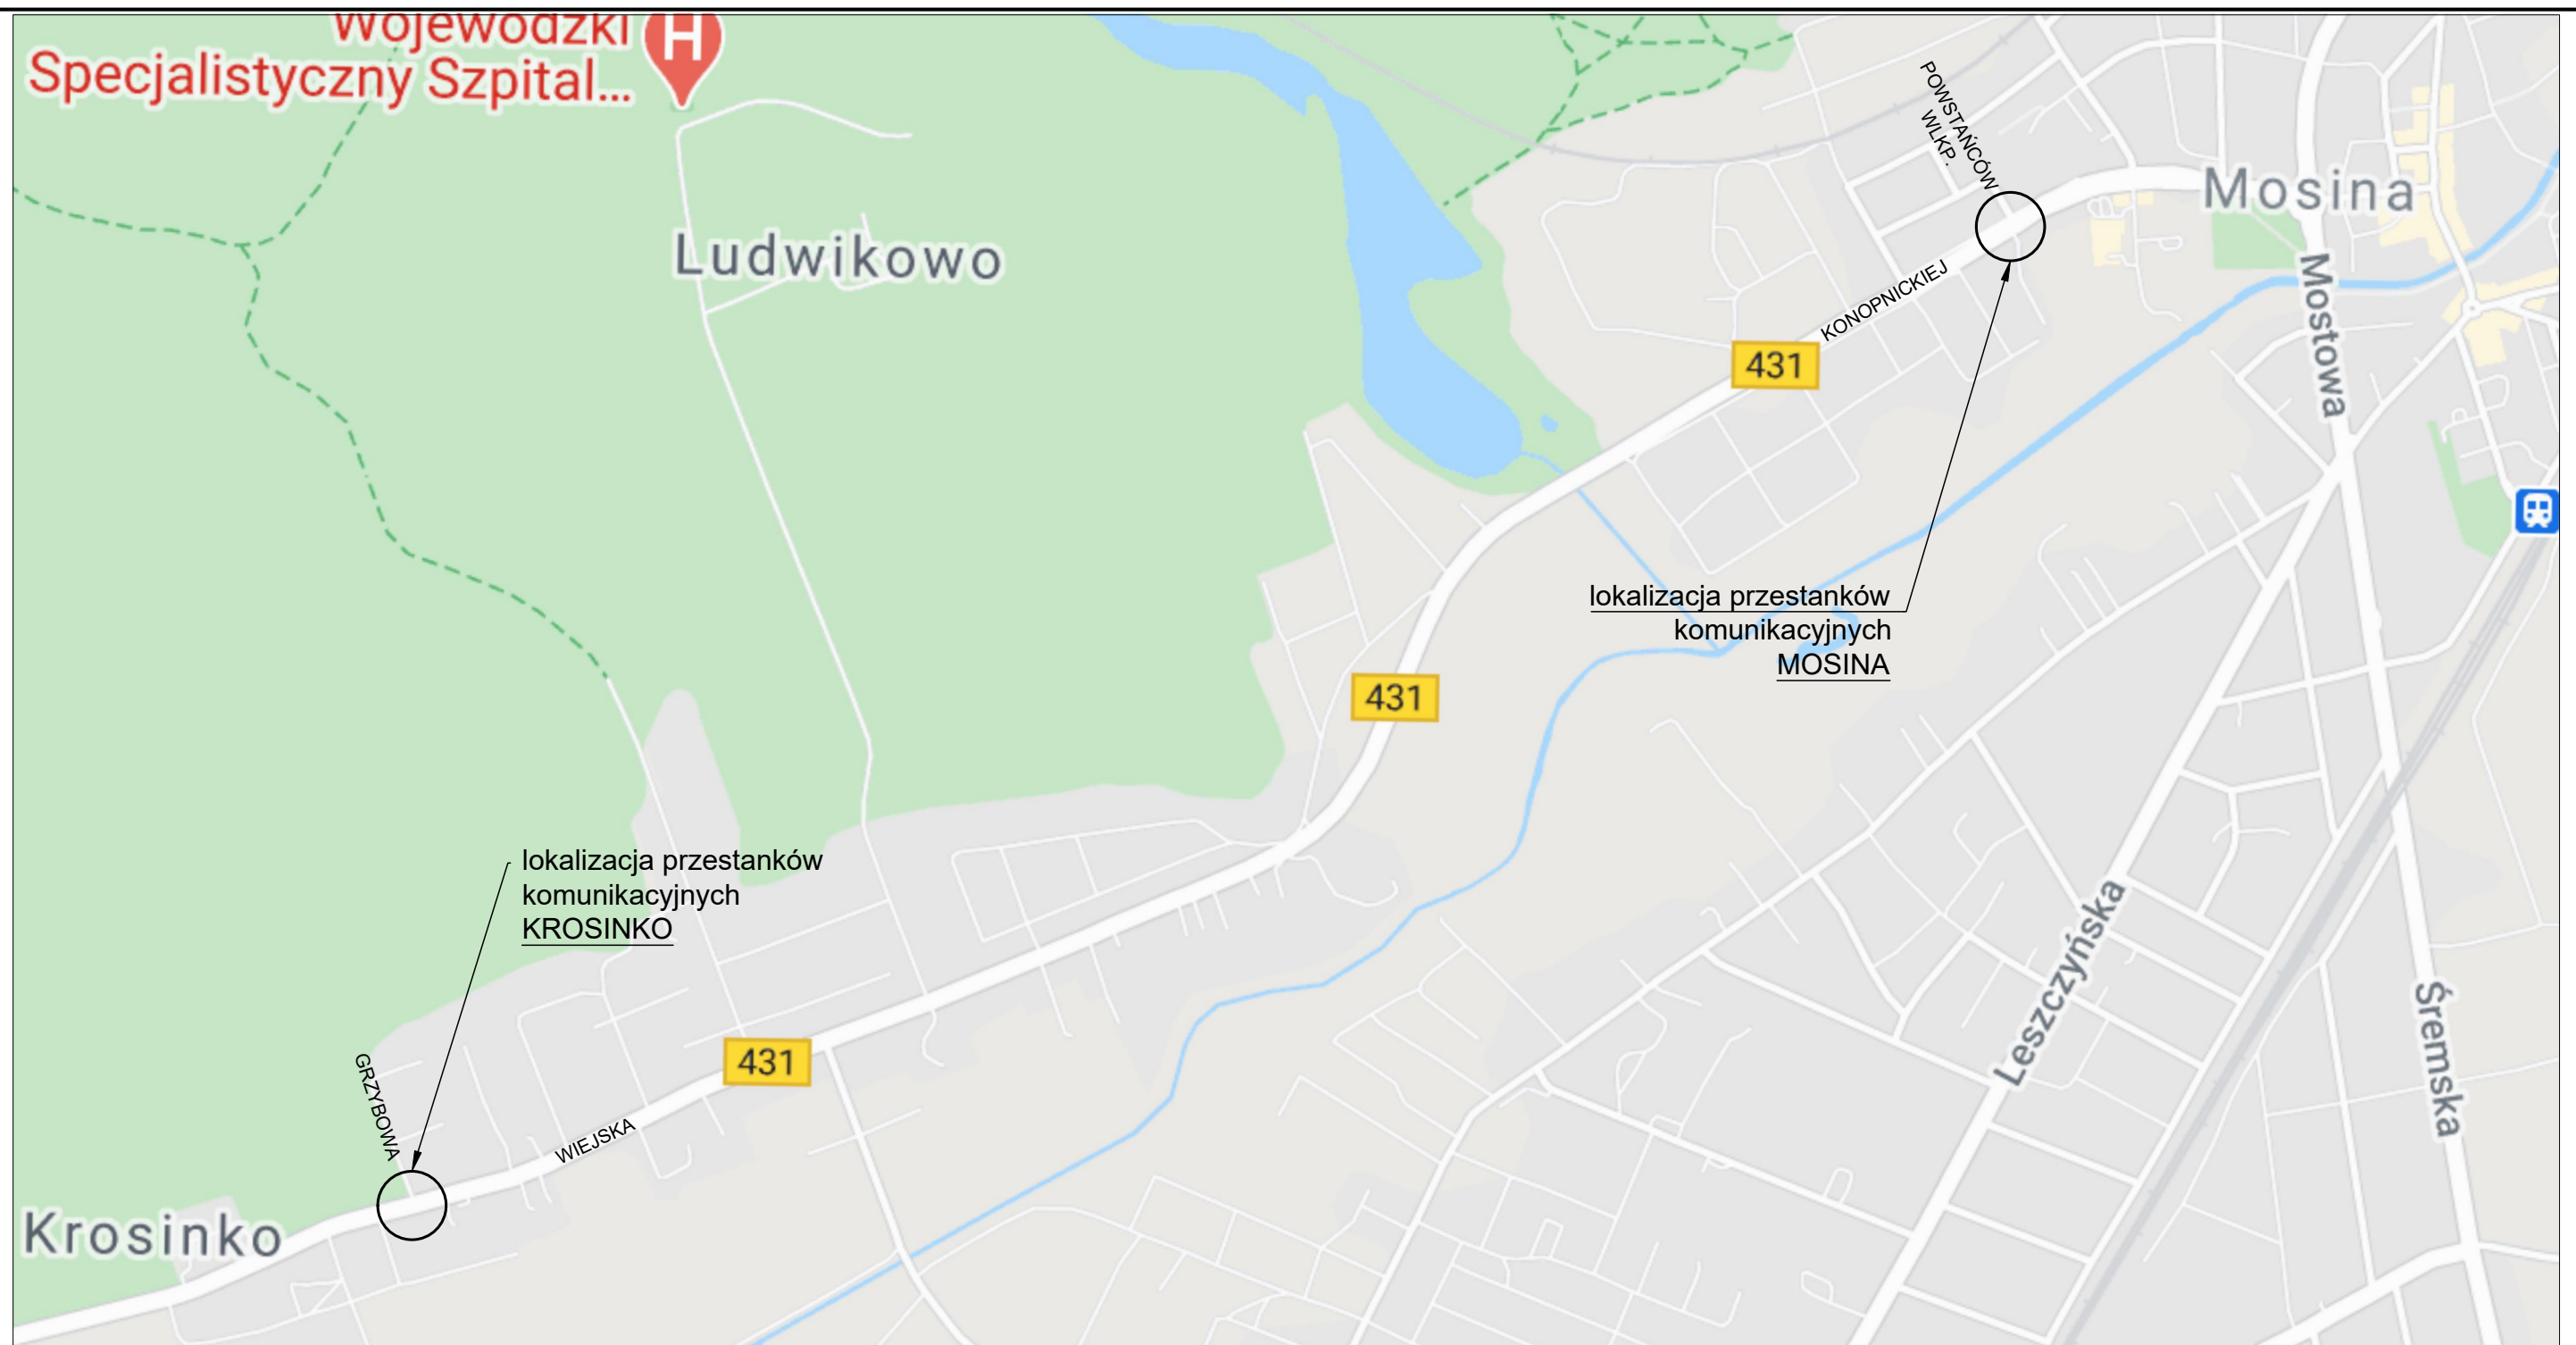 Wojewódzki
Specjalistyczny Szpital...
H
Ludwikowo
POWSTAŃCÓW
WLKP.
Mosina
KONOPNICKIEJ
Mostowa
431
lokalizacja przestanków
komunikacyjnych
MOSINA
431
lokalizacja przestanków
komunikacyjnych
KROSINKO
Leszczyńska
Śremska
431
GRZYBOWA
WIEJSKA
Krosinko